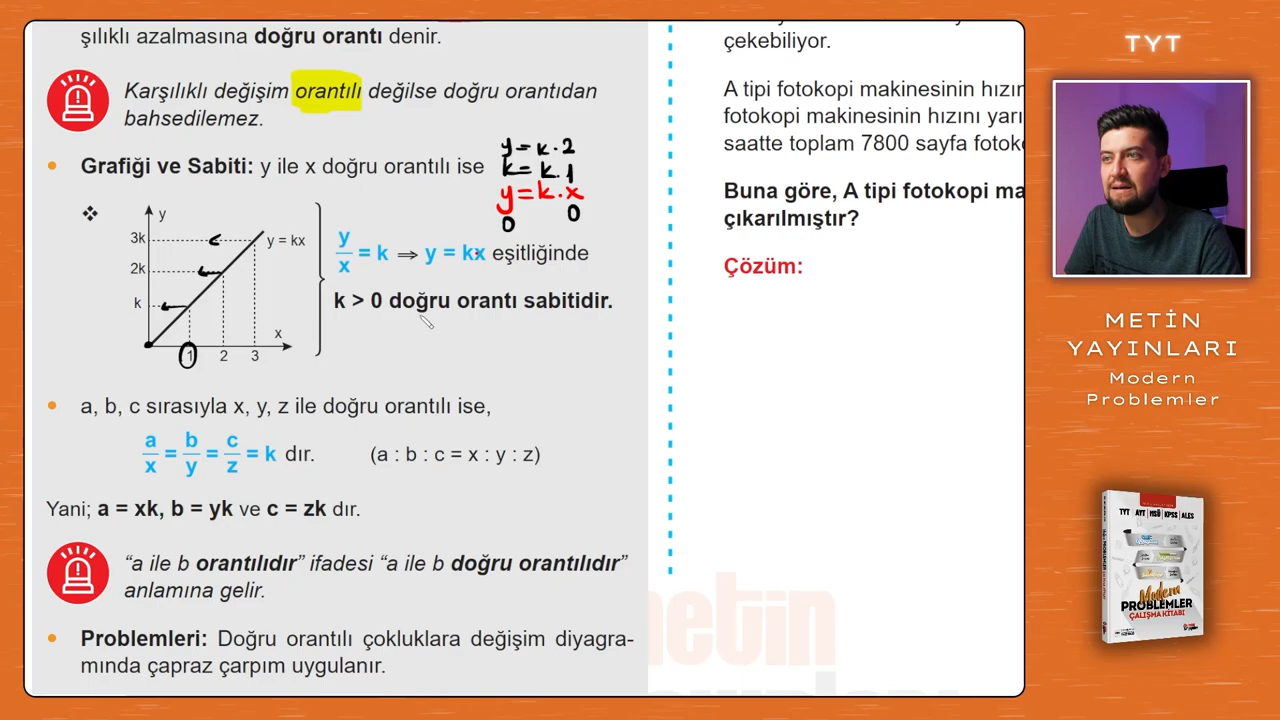 şılıklı azalmasına doğru orantı denir.
Karşılıklı değişim orantılı değilse doğru orantıdan
bahsedilemez.
• Grafiği ve Sabiti: y ile x doğru orantılı ise
y = k . 2
k = k . 1
y = k . x
0 0
y
3k
2k
k
1 2 3
x
y = kx
y/x = k ⇒ y = kx eşitliğinde
k > 0 doğru orantı sabitidir.
• a, b, c sırasıyla x, y, z ile doğru orantılı ise,
a/x = b/y = c/z = k dır. (a : b : c = x : y : z)
Yani; a = xk, b = yk ve c = zk dır.
“a ile b orantılıdır” ifadesi “a ile b doğru orantılıdır”
anlamına gelir.
• Problemleri: Doğru orantılı çokluklara değişim diyagra-
mında çapraz çarpım uygulanır.
çekebiliyor.
A tipi fotokopi makinesinin hızın
fotokopi makinesinin hızını yarı
saatte toplam 7800 sayfa fotok
Buna göre, A tipi fotokopi ma
çıkarılmıştır?
Çözüm:
metin
TYT
METİN
YAYINLARI
Modern
Problemler
TYT AYT MSÜ KPSS ALES
Modern
PROBLEMLER
ÇALIŞMA KİTABI